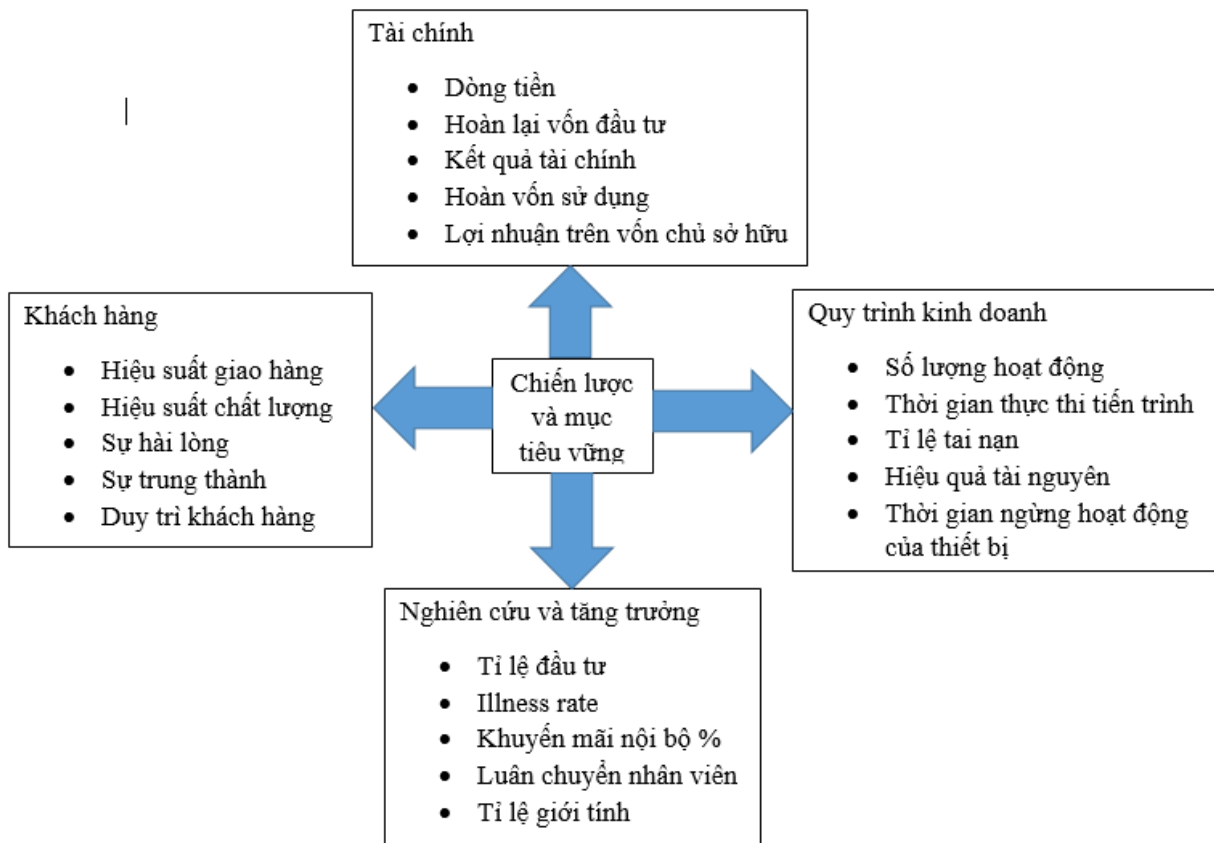 Tài chính
• Dòng tiền
• Hoàn lại vốn đầu tư
• Kết quả tài chính
• Hoàn vốn sử dụng
• Lợi nhuận trên vốn chủ sở hữu
Khách hàng
• Hiệu suất giao hàng
• Hiệu suất chất lượng
• Sự hài lòng
• Sự trung thành
• Duy trì khách hàng
Chiến lược
và mục
tiêu vững
Quy trình kinh doanh
• Số lượng hoạt động
• Thời gian thực thi tiến trình
• Tỉ lệ tai nạn
• Hiệu quả tài nguyên
• Thời gian ngừng hoạt động
của thiết bị
Nghiên cứu và tăng trưởng
• Tỉ lệ đầu tư
• Illness rate
• Khuyến mãi nội bộ %
• Luân chuyển nhân viên
• Tỉ lệ giới tính